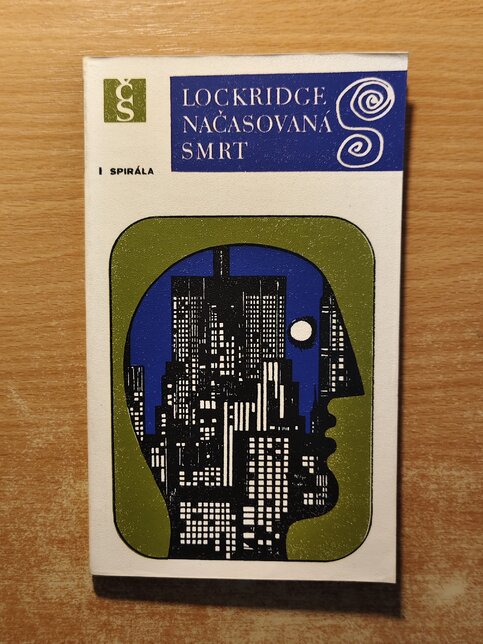 ČS
LOCKRIDGE
NAČASOVANÁ
SMRT
I SPIRÁLA